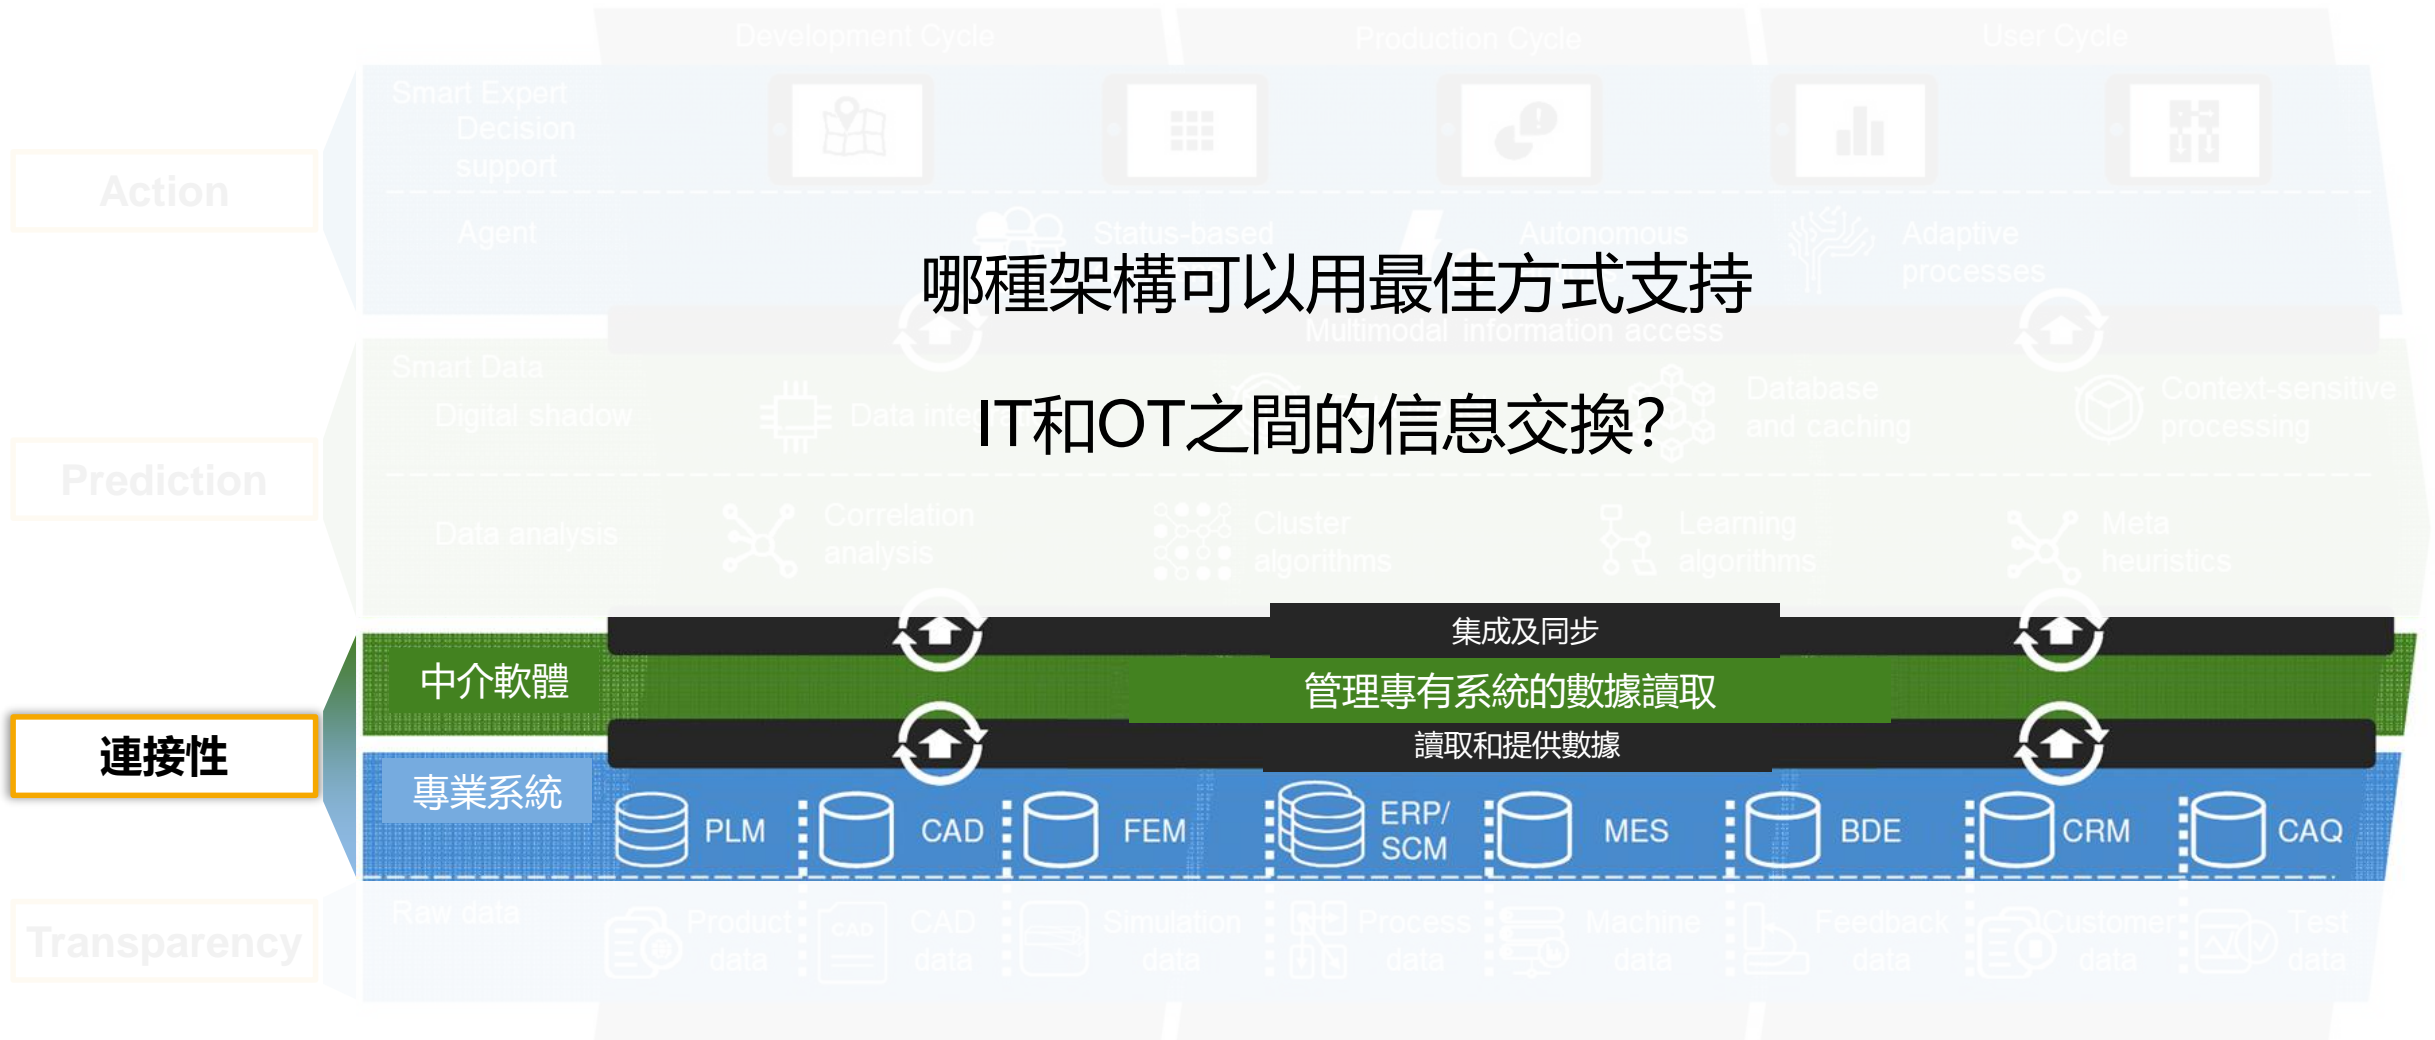 Development Cycle
Production Cycle
User Cycle
Smart Expert
Decision
support
Action
Agent
Status-based
Autonomous
Adaptive
processes
哪種架構可以用最佳方式支持
Multimodal information access
Smart Data
Digital shadow
Database
and caching
Context-sensitive
processing
IT和OT之間的信息交換?
Prediction
Data analysis
Correlation
analysis
Cluster
algorithms
Learning
algorithms
Meta
heuristics
集成及同步
中介軟體
管理專有系統的數據讀取
連接性
讀取和提供數據
專業系統
PLM
CAD
FEM
ERP/
SCM
MES
BDE
CRM
CAQ
Transparency
Raw data
Product
data
CAD
CAD
data
Simulation
data
Process
data
Machine
data
Feedback
data
Customer
data
Test
data